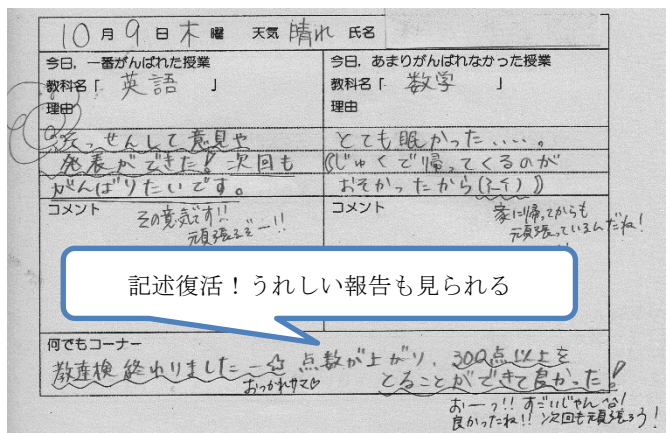 10月9日木曜 天気 晴れ 氏名
今日、一番がんばれた授業
教科名「英語」
理由
せんして意見や
発表ができた! 次回も
がんばりたいです。
コメント
その意気です!!
頑張るぞー!!
今日、あまりがんばれなかった授業
教科名「数学」
理由
とても眠かった.....。
(じゅくで帰ってくるのが
おそかったから
コメント
家に帰ってからも
頑張っているんだね!
記述復活!うれしい報告も見られる
何でもコーナー
教達検終わりましたー☆ 点数が上がり、300点以上を
おつかれサマ♡
とることができて良かった!
おーっ!! すごいじゃん
良かったね!! 次回も頑張ろう!